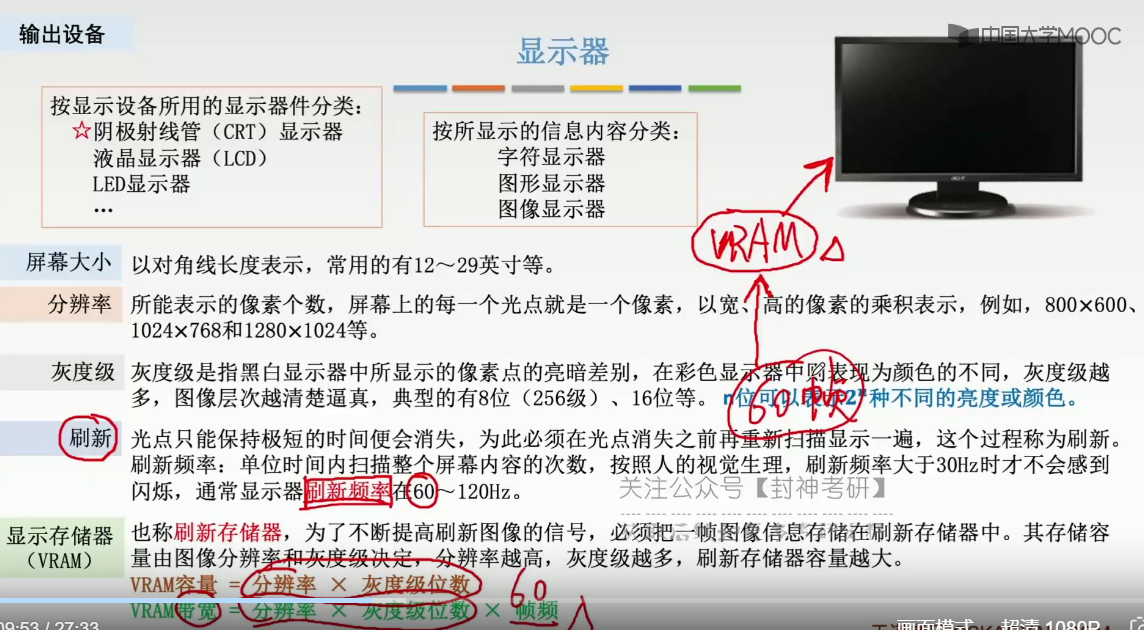 输出设备
中国大学MOOC
显示器
按显示设备所用的显示器件分类：
☆阴极射线管（CRT）显示器
液晶显示器（LCD）
LED显示器
…
按所显示的信息内容分类：
字符显示器
图形显示器
图像显示器
acer
VRAM
屏幕大小
以对角线长度表示，常用的有12～29英寸等。
分辨率
所能表示的像素个数，屏幕上的每一个光点就是一个像素，以宽、高的像素的乘积表示，例如，800×600、
1024×768和1280×1024等。
灰度级
灰度级是指黑白显示器中所显示的像素点的亮暗差别，在彩色显示器中则表现为颜色的不同，灰度级越
多，图像层次越清楚逼真，典型的有8位（256级）、16位等。 n位可以表2ⁿ种不同的亮度或颜色。
60帧
刷新
光点只能保持极短的时间便会消失，为此必须在光点消失之前再重新扫描显示一遍，这个过程称为刷新。
刷新频率：单位时间内扫描整个屏幕内容的次数，按照人的视觉生理，刷新频率大于30Hz时才不会感到
闪烁，通常显示器刷新频率在60～120Hz。
关注公众号【封神考研】
显示存储器
（VRAM）
也称刷新存储器，为了不断提高刷新图像的信号，必须把一帧图像信息存储在刷新存储器中。其存储容
量由图像分辨率和灰度级决定，分辨率越高，灰度级越多，刷新存储器容量越大。
VRAM容量 = 分辨率 × 灰度级位数
60
VRAM带宽 = 分辨率 × 灰度级位数 × 帧频
09:53 / 27:33
画面模式
超清 1080P